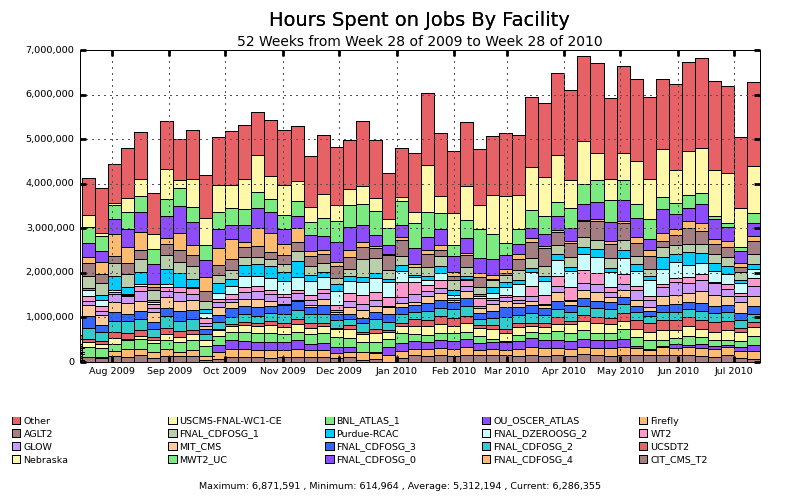 Hours Spent on Jobs By Facility
52 Weeks from Week 28 of 2009 to Week 28 of 2010
7,000,000
6,000,000
5,000,000
4,000,000
3,000,000
2,000,000
1,000,000
0
Aug 2009 Sep 2009 Oct 2009 Nov 2009 Dec 2009 Jan 2010 Feb 2010 Mar 2010 Apr 2010 May 2010 Jun 2010 Jul 2010
Other USCMS-FNAL-WC1-CE BNL_ATLAS_1 OU_OSCER_ATLAS Firefly
AGLT2 FNAL_CDFOSG_1 Purdue-RCAC FNAL_DZEROOSG_2 WT2
GLOW MIT_CMS FNAL_CDFOSG_3 FNAL_CDFOSG_2 UCSDT2
Nebraska MWT2_UC FNAL_CDFOSG_0 FNAL_CDFOSG_4 CIT_CMS_T2
Maximum: 6,871,591 , Minimum: 614,964 , Average: 5,312,194 , Current: 6,286,355